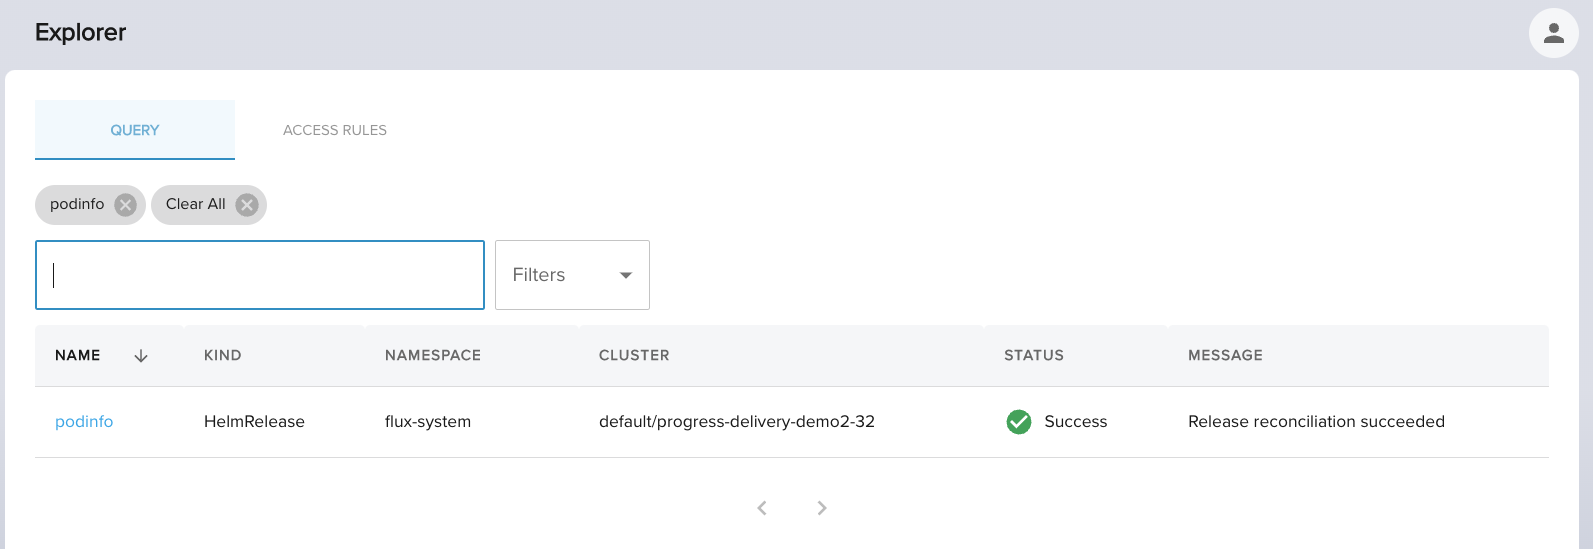 Explorer
QUERY ACCESS RULES
podinfo Clear All
Filters
NAME KIND NAMESPACE CLUSTER STATUS MESSAGE
podinfo HelmRelease flux-system default/progress-delivery-demo2-32 Success Release reconciliation succeeded